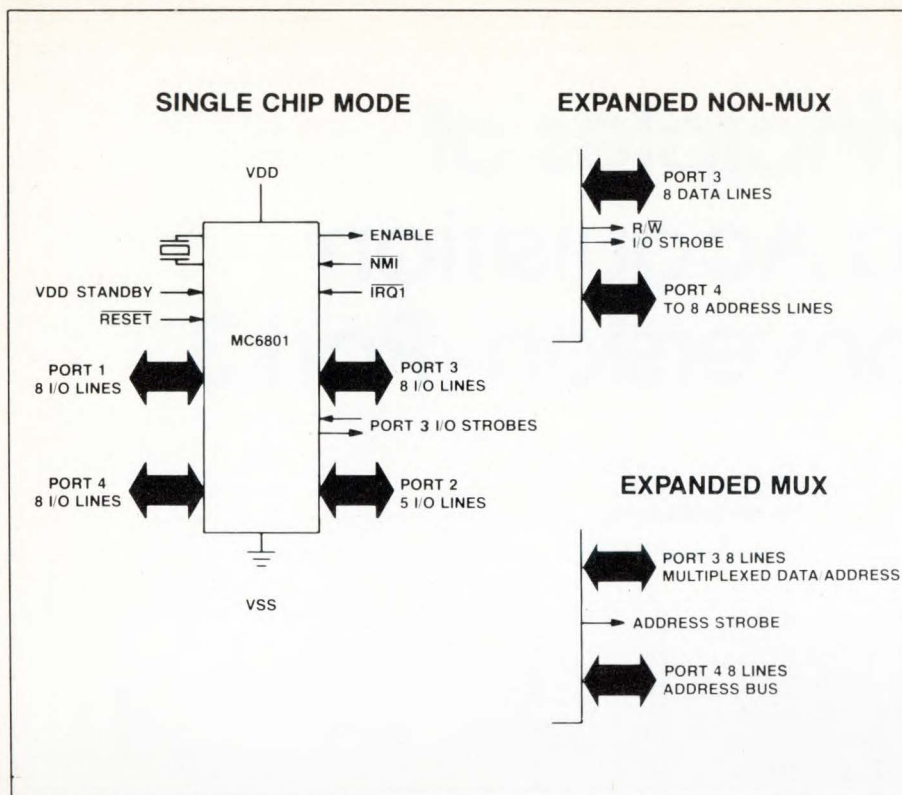 SINGLE CHIP MODE
VDD
ENABLE
N̅M̅I̅
I̅R̅Q̅1̅
VDD STANDBY
R̅E̅S̅E̅T̅
MC6801
PORT 1
8 I/O LINES
PORT 3
8 I/O LINES
PORT 3 I/O STROBES
PORT 4
8 I/O LINES
PORT 2
5 I/O LINES
VSS
EXPANDED NON-MUX
PORT 3
8 DATA LINES
R/W̅
I/O STROBE
PORT 4
TO 8 ADDRESS LINES
EXPANDED MUX
PORT 3 8 LINES
MULTIPLEXED DATA/ADDRESS
ADDRESS STROBE
PORT 4 8 LINES
ADDRESS BUS